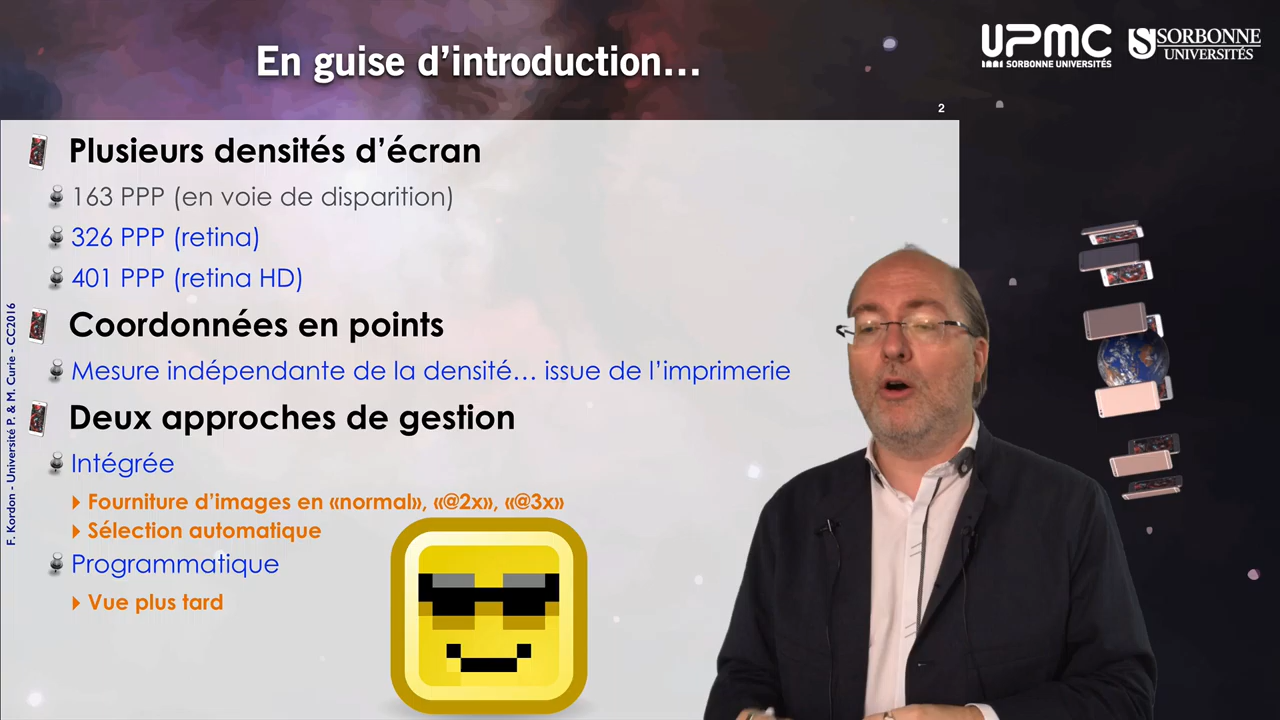 En guise d’introduction…
UPMC
SORBONNE UNIVERSITÉS
SORBONNE
UNIVERSITÉS
2
Plusieurs densités d’écran
163 PPP (en voie de disparition)
326 PPP (retina)
401 PPP (retina HD)
Coordonnées en points
Mesure indépendante de la densité… issue de l’imprimerie
Deux approches de gestion
Intégrée
Fourniture d’images en «normal», «@2x», «@3x»
Sélection automatique
Programmatique
Vue plus tard
F. Kordon - Université P. & M. Curie - CC2016